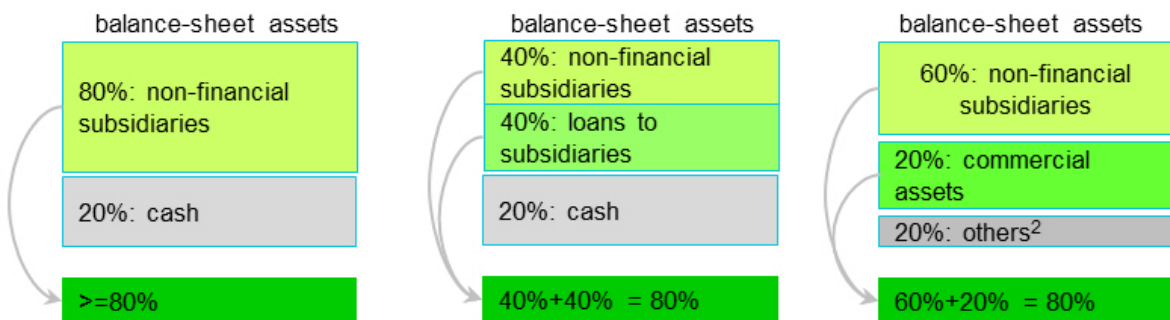 balance-sheet assets
80%: non-financial
subsidiaries
20%: cash
>=80%
balance-sheet assets
40%: non-financial
subsidiaries
40%: loans to
subsidiaries
20%: cash
40%+40% = 80%
balance-sheet assets
60%: non-financial
subsidiaries
20%: commercial
assets
20%: others²
60%+20% = 80%